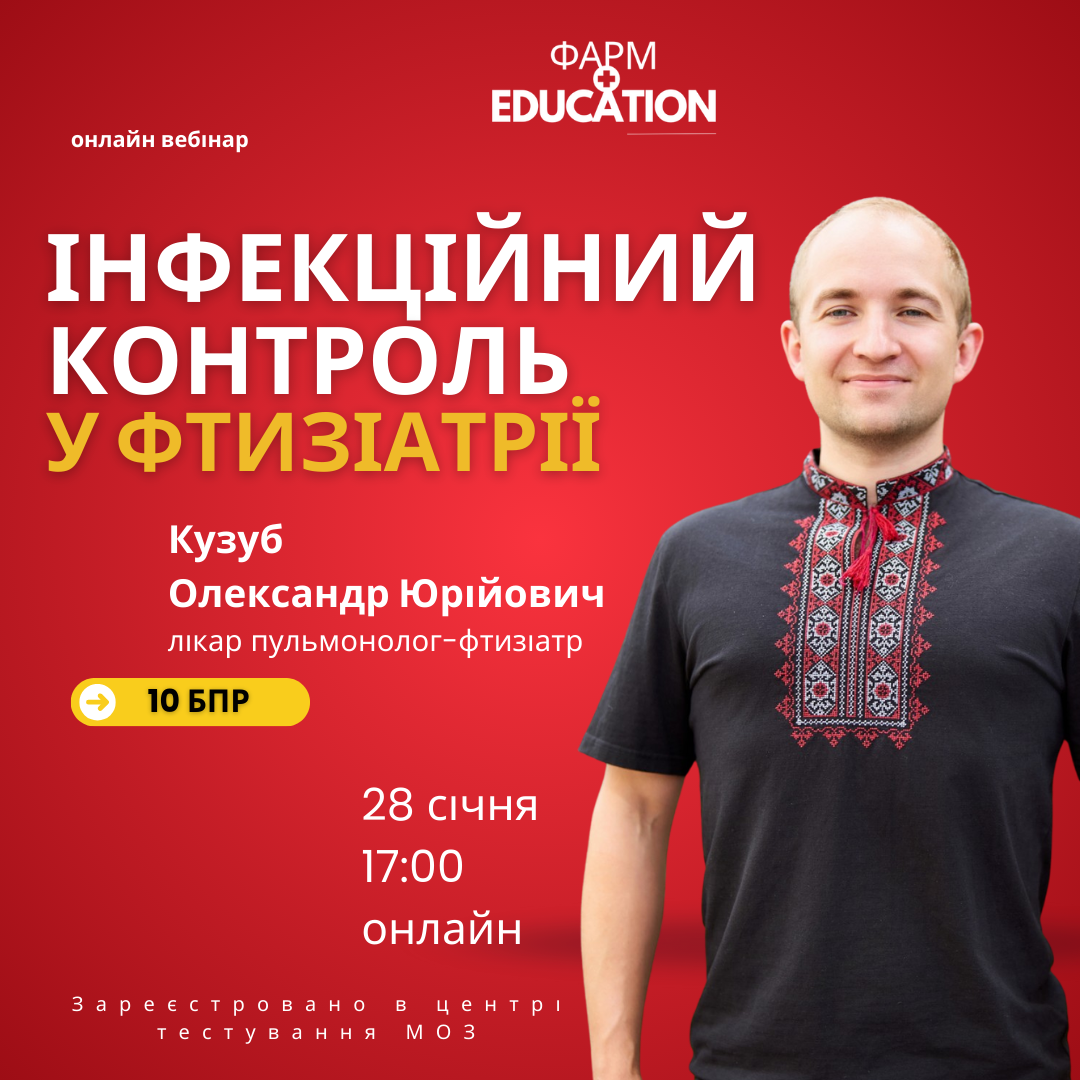 ФАРМ
EDUCATION
онлайн вебінар
ІНФЕКЦІЙНИЙ
КОНТРОЛЬ
У ФТИЗІАТРІЇ
Кузуб
Олександр Юрійович
лікар пульмонолог-фтизіатр
10 БПР
28 січня
17:00
онлайн
Зареєстровано в центрі
тестування МОЗ